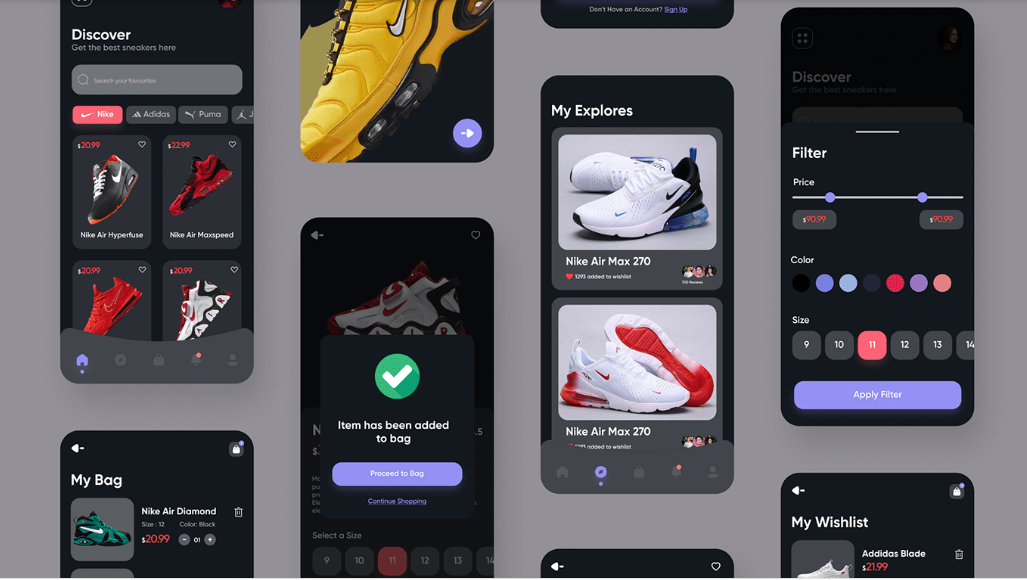 Discover
Get the best sneakers here
Search your favourites
Nike
Adidas
Puma
J
$20.99
$22.99
Nike Air Hyperfuse
Nike Air Maxspeed
$20.99
$20.99
My Bag
Nike Air Diamond
Size : 12 Color: Black
$20.99
01
Item has been added
to bag
Proceed to Bag
Continue Shopping
Select a Size
9 10 11 12 13 14
Don't Have an Account? Sign Up
My Explores
Nike Air Max 270
1293 added to wishlist
Nike Air Max 270
1293 added to wishlist
Discover
Get the best sneakers here
Filter
Price
$90.99
$90.99
Color
Size
9 10 11 12 13 14
Apply Filter
My Wishlist
Addidas Blade
$21.99